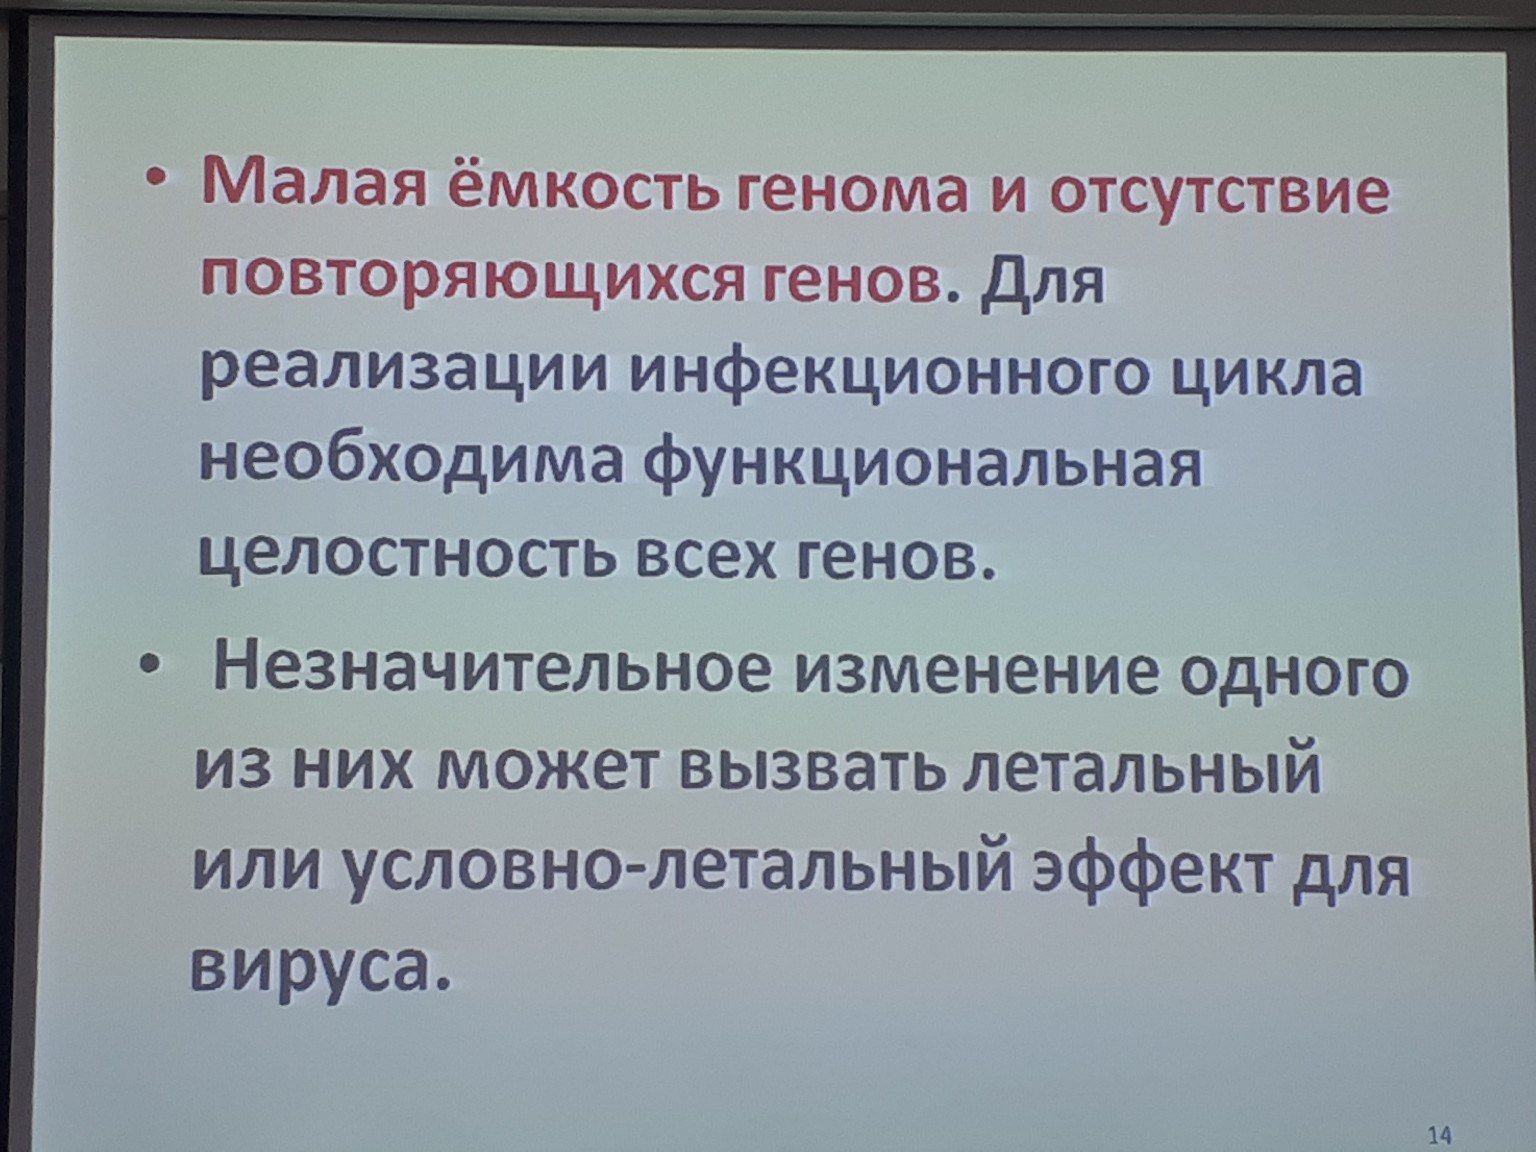 • Малая ёмкость генома и отсутствие
повторяющихся генов. Для
реализации инфекционного цикла
необходима функциональная
целостность всех генов.
• Незначительное изменение одного
из них может вызвать летальный
или условно-летальный эффект для
вируса.
14